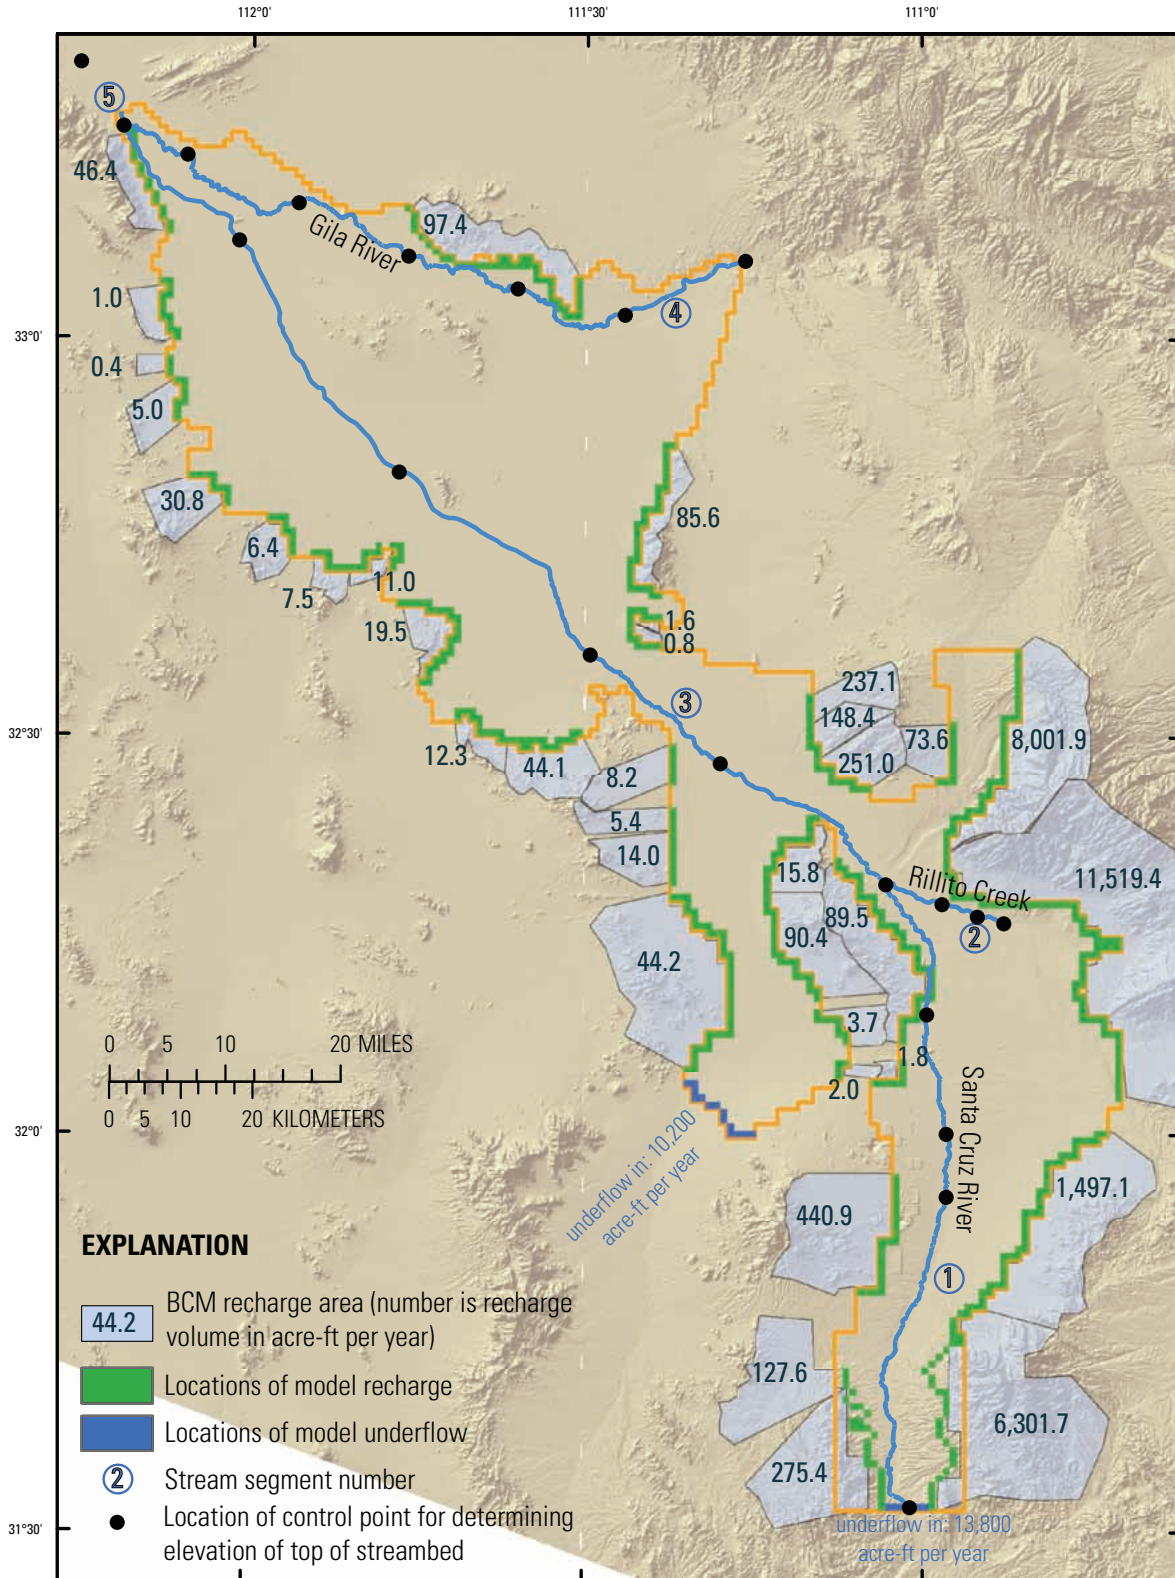 112°0'
111°30'
111°0'
5
46.4
97.4
Gila River
1.0
4
33°0'
0.4
5.0
30.8
85.6
6.4
11.0
7.5
1.6
19.5
0.8
237.1
3
148.4
73.6
8,001.9
32°30'
12.3
44.1
251.0
8.2
5.4
14.0
15.8
Rillito Creek
11,519.4
89.5
90.4
2
44.2
3.7
0 5 10 20 MILES
1.8
2.0
0 5 10 20 KILOMETERS
Santa Cruz River
32°0'
underflow in: 10,200
acre-ft per year
1,497.1
440.9
EXPLANATION
1
44.2
BCM recharge area (number is recharge
volume in acre-ft per year)
127.6
Locations of model recharge
6,301.7
Locations of model underflow
275.4
2
Stream segment number
Location of control point for determining
elevation of top of streambed
31°30'
underflow in: 13,800
acre-ft per year